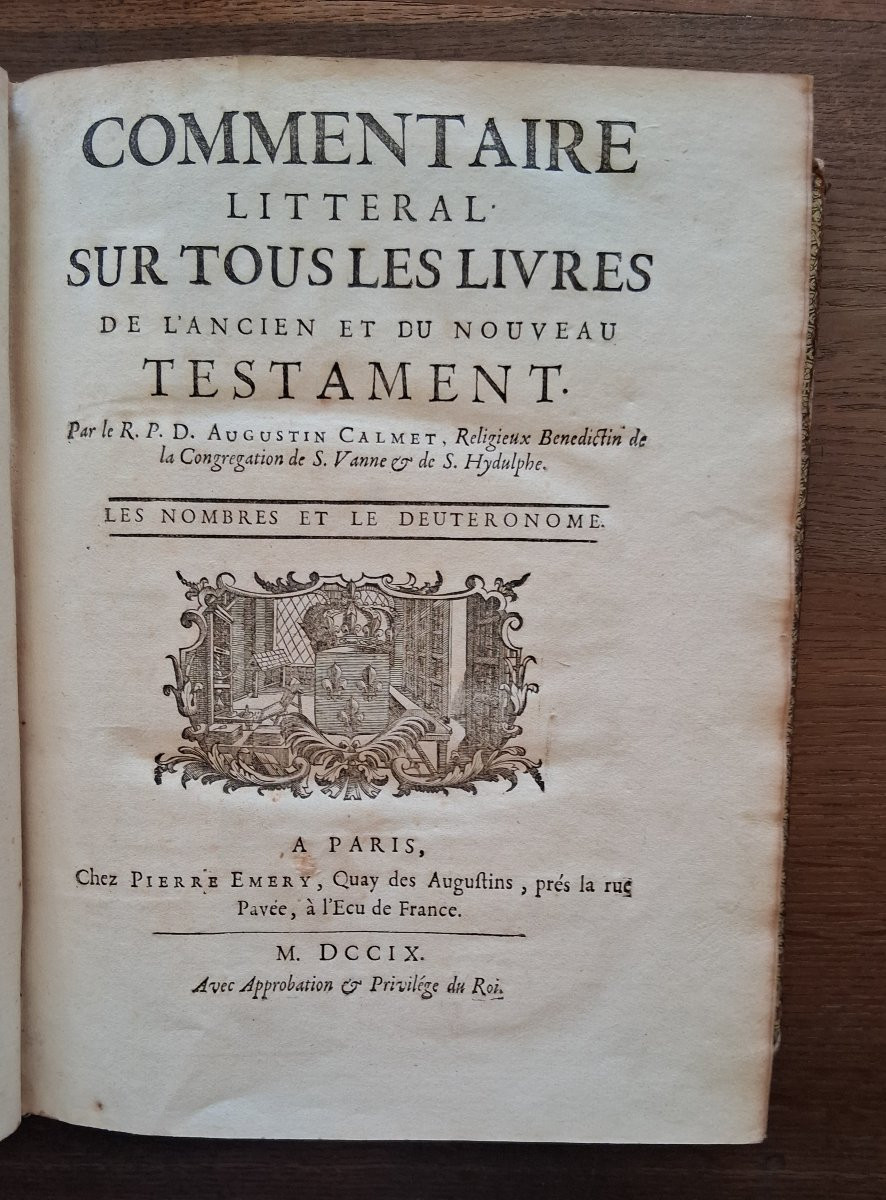 COMMENTAIRE
LITTERAL
SUR TOUS LES LIVRES
DE L'ANCIEN ET DU NOUVEAU
TESTAMENT.
Par le R. P. D. AUGUSTIN CALMET, Religieux Benedictin de
la Congregation de S. Vanne & de S. Hydulphe.
LES NOMBRES ET LE DEUTERONOME.
A PARIS,
Chez PIERRE EMERY, Quay des Augustins, prés la ruë
Pavée, à l'Ecu de France.
M. DCCIX.
Avec Approbation & Privilége du Roi.